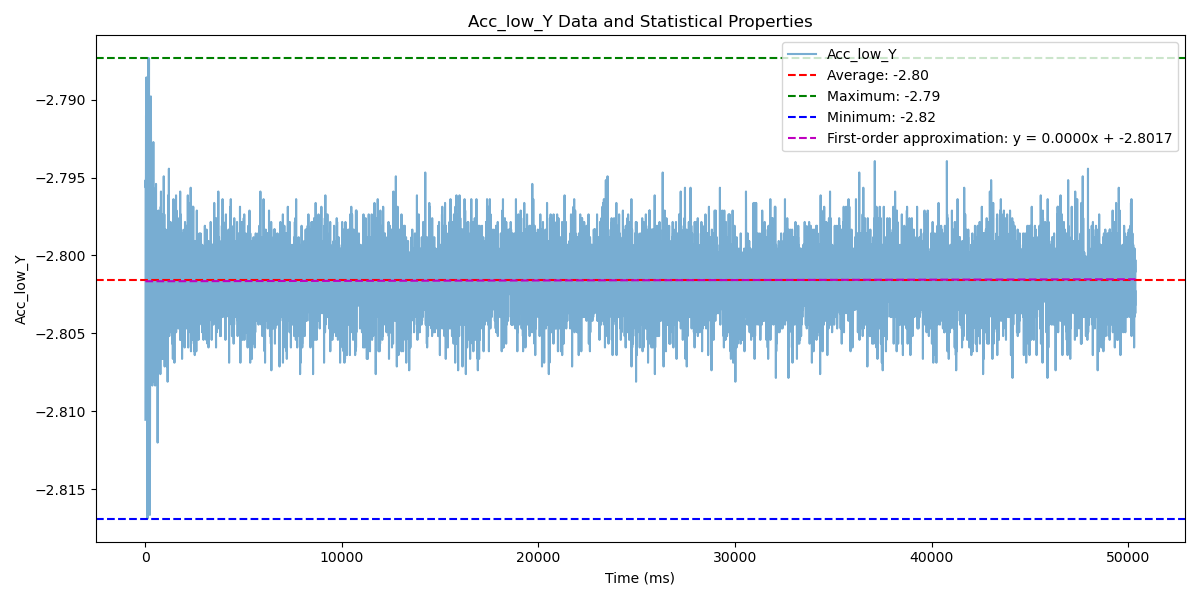 Acc_low_Y Data and Statistical Properties
Acc_low_Y
Average: -2.80
Maximum: -2.79
Minimum: -2.82
First-order approximation: y = 0.0000x + -2.8017
Acc_low_Y
−2.790
−2.795
−2.800
−2.805
−2.810
−2.815
0 10000 20000 30000 40000 50000
Time (ms)